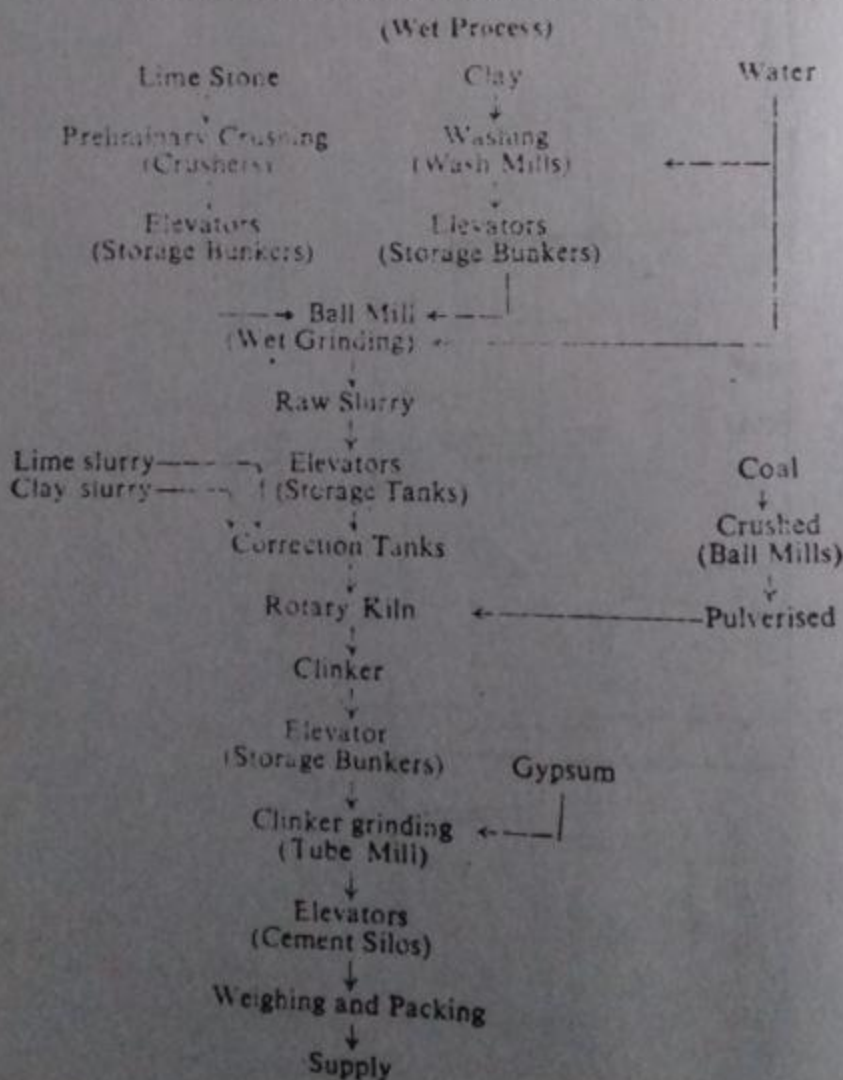 (Wet Process)
Lime Stone
Clay
Water
Preliminary Crushing
(Crushers)
Washing
(Wash Mills)
Elevators
(Storage Bunkers)
Elevators
(Storage Bunkers)
Ball Mill
(Wet Grinding)
Raw Slurry
Lime slurry
Clay slurry
Elevators
(Storage Tanks)
Coal
Crushed
(Ball Mills)
Correction Tanks
Rotary Kiln
Pulverised
Clinker
Elevator
(Storage Bunkers)
Gypsum
Clinker grinding
(Tube Mill)
Elevators
(Cement Silos)
Weighing and Packing
Supply